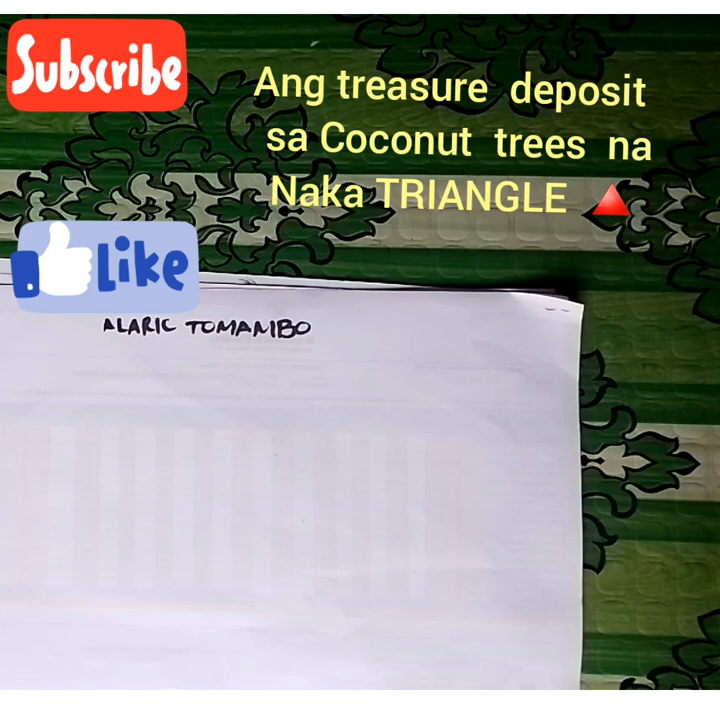 Subscribe
Ang treasure deposit
sa Coconut trees na
Naka TRIANGLE
Like
ALARIC TOMAMBO